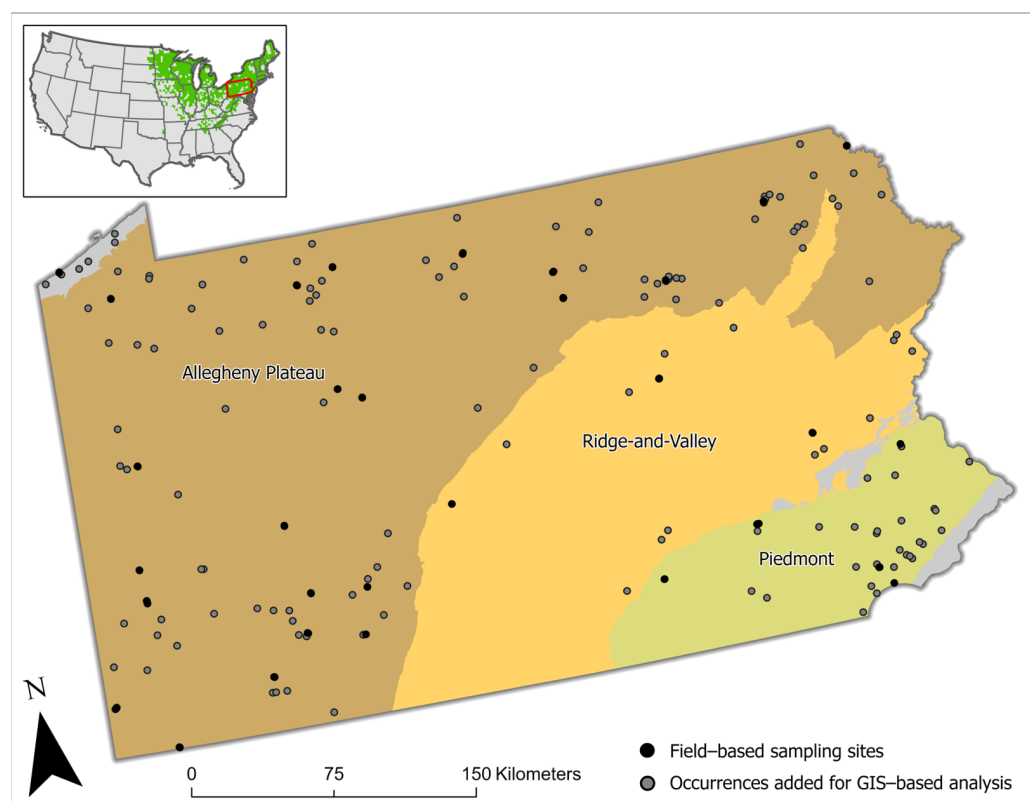 Allegheny Plateau
Ridge-and-Valley
Piedmont
N
0 75 150 Kilometers
Field–based sampling sites
Occurrences added for GIS–based analysis